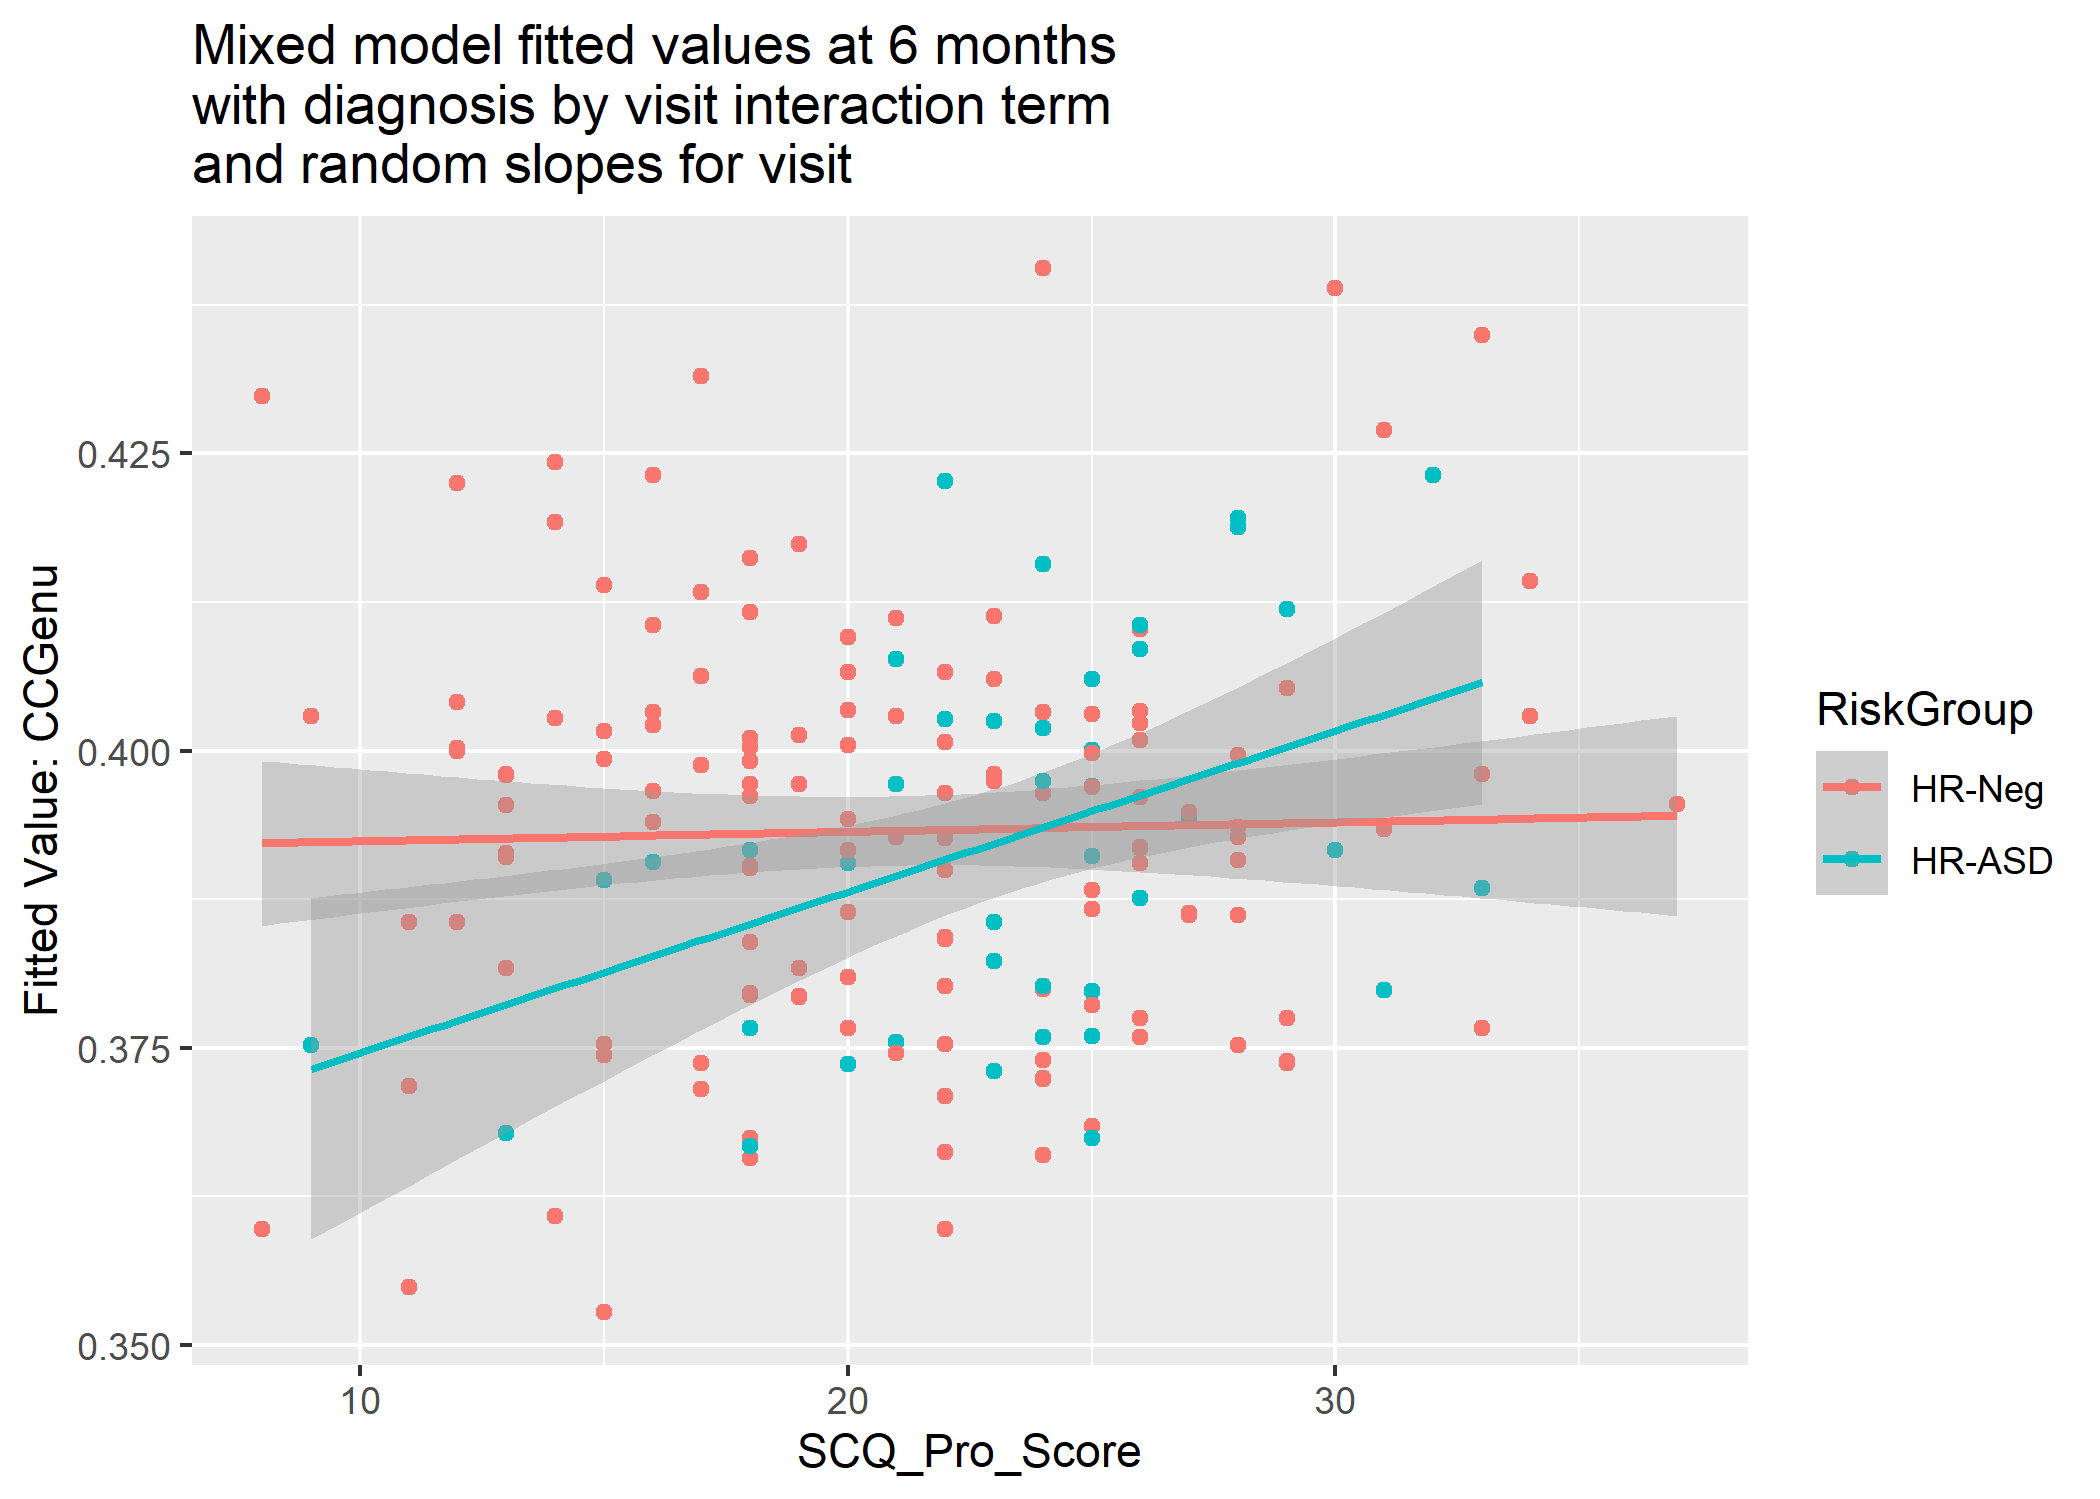 Mixed model fitted values at 6 months
with diagnosis by visit interaction term
and random slopes for visit
Fitted Value: CCGenu
0.425
0.400
0.375
0.350
10 20 30
SCQ_Pro_Score
RiskGroup
HR-Neg
HR-ASD